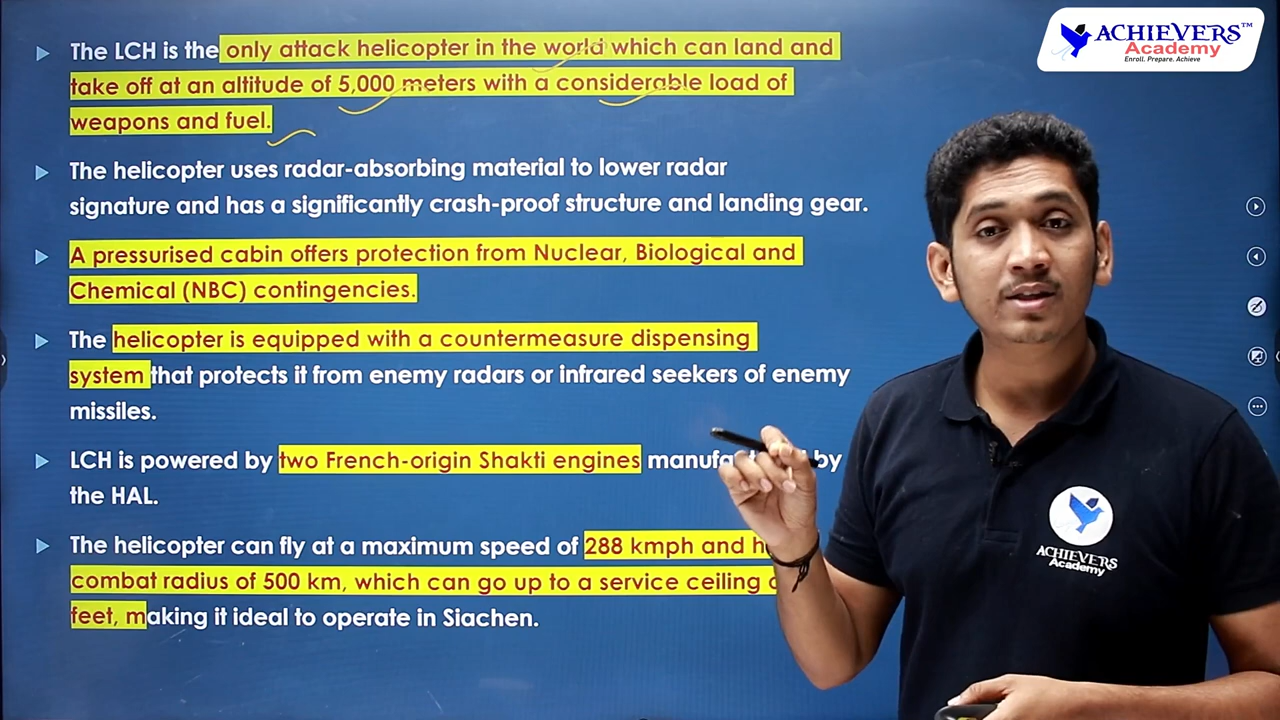 ACHIEVERS™
Academy
Enroll. Prepare. Achieve
The LCH is the only attack helicopter in the world which can land and
take off at an altitude of 5,000 meters with a considerable load of
weapons and fuel.
The helicopter uses radar-absorbing material to lower radar
signature and has a significantly crash-proof structure and landing gear.
A pressurised cabin offers protection from Nuclear, Biological and
Chemical (NBC) contingencies.
The helicopter is equipped with a countermeasure dispensing
system that protects it from enemy radars or infrared seekers of enemy
missiles.
LCH is powered by two French-origin Shakti engines by
the HAL.
The helicopter can fly at a maximum speed of 288 kmph and
combat radius of 500 km, which can go up to a service ceiling
feet, making it ideal to operate in Siachen.
ACHIEVERS
Academy